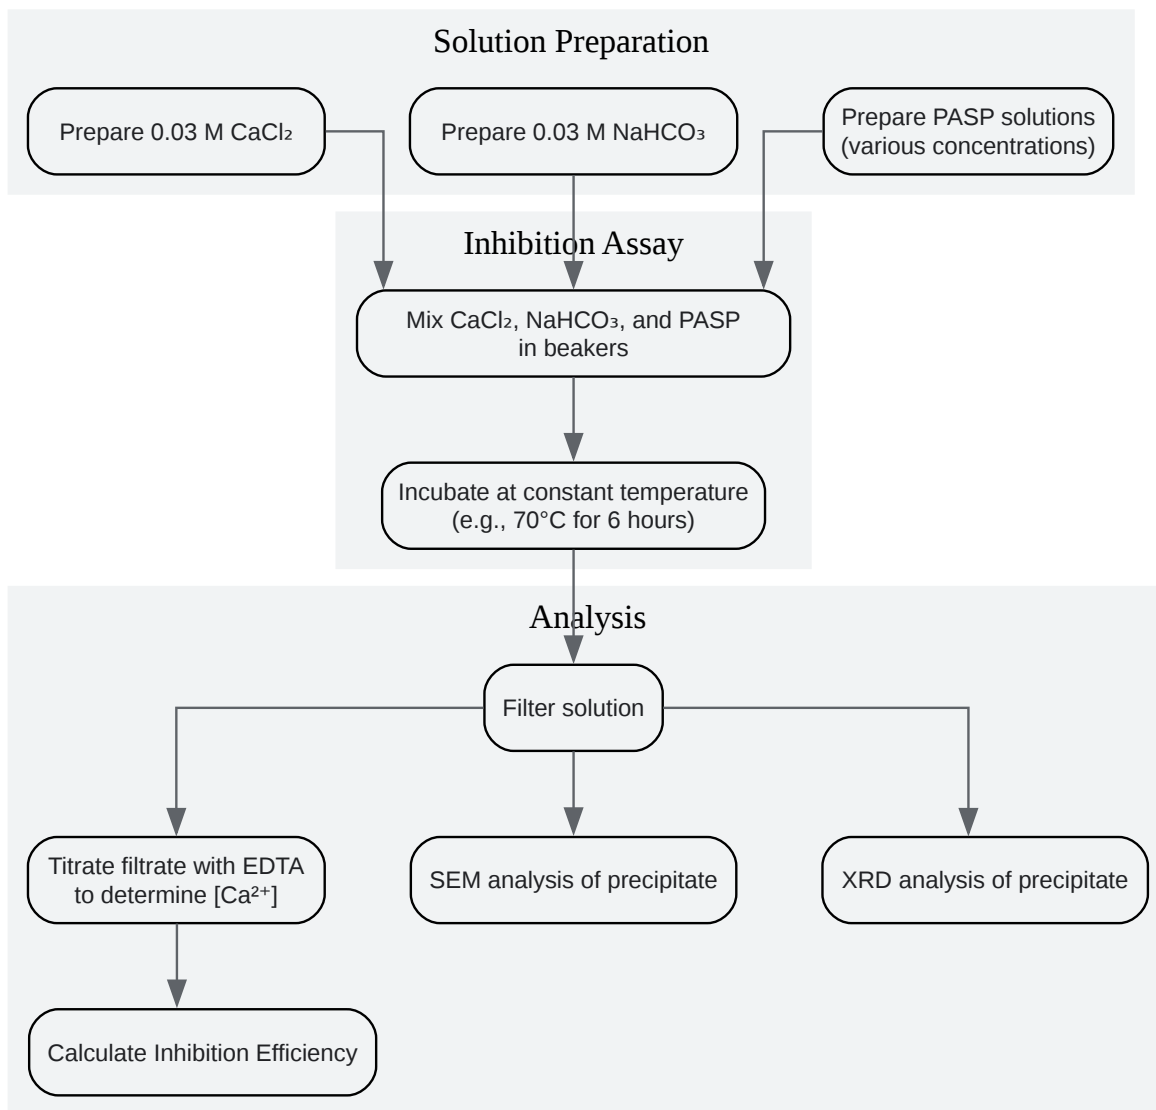 Solution Preparation
Prepare 0.03 M CaCl₂
Prepare 0.03 M NaHCO₃
Prepare PASP solutions
(various concentrations)
Inhibition Assay
Mix CaCl₂, NaHCO₃, and PASP
in beakers
Incubate at constant temperature
(e.g., 70°C for 6 hours)
Analysis
Filter solution
Titrate filtrate with EDTA
to determine [Ca²⁺]
SEM analysis of precipitate
XRD analysis of precipitate
Calculate Inhibition Efficiency